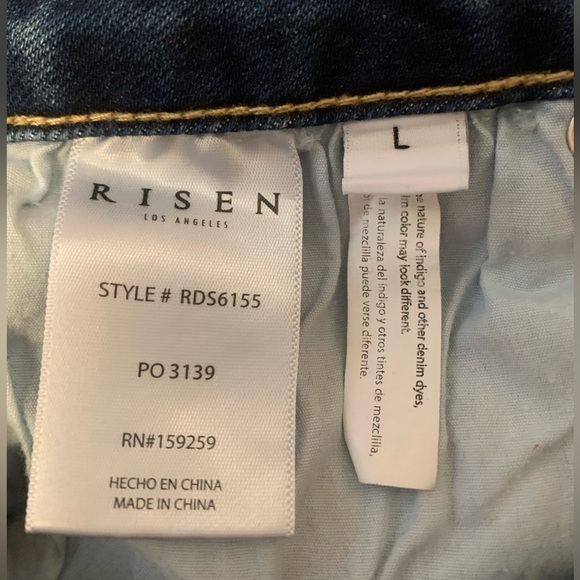 RISEN
LOS ANGELES
STYLE # RDS6155
PO 3139
RN#159259
HECHO EN CHINA
MADE IN CHINA
L
nature of Indigo and other denim dyes,
color may look different.
la naturaleza del índigo y otros tintes de mezclilla,
de mezclilla puede verse diferente.